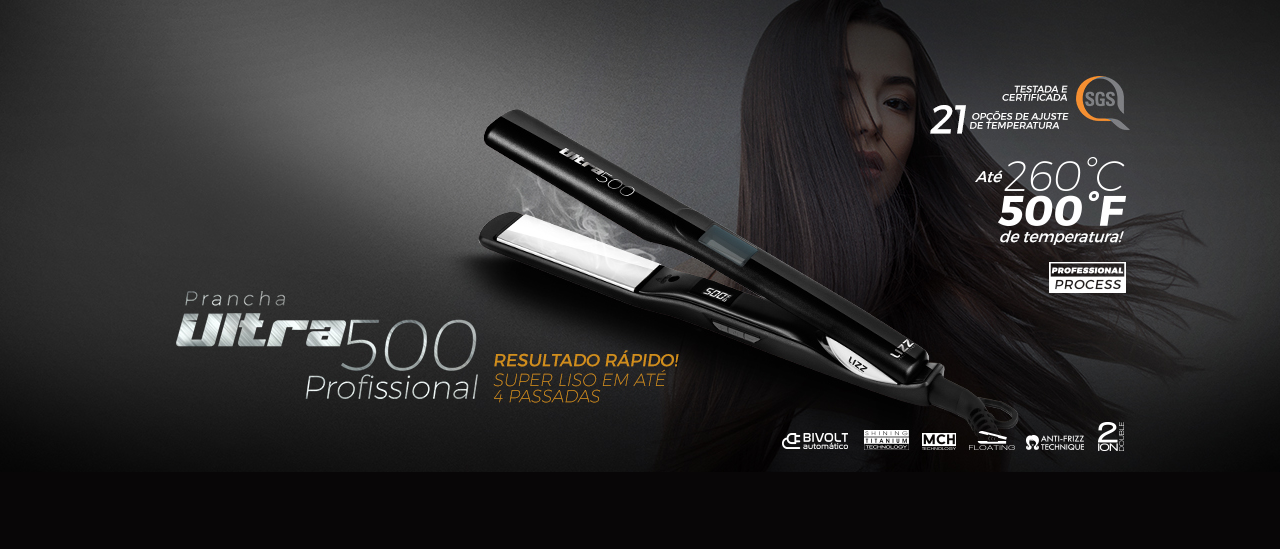 TESTADA E
CERTIFICADA
SGS
21 OPÇÕES DE AJUSTE
DE TEMPERATURA
Ultra500
Até 260°C
500°F
de temperatura!
PROFESSIONAL
PROCESS
500
Prancha
Ultra500
Profissional
RESULTADO RÁPIDO!
SUPER LISO EM ATÉ
4 PASSADAS
LIZZ
LIZZ
BIVOLT
automático
SHINING
TITANIUM
TECHNOLOGY
MCH
TECHNOLOGY
FLOATING
ANTI-FRIZZ
TECHNIQUE
2
ION
DOUBLE